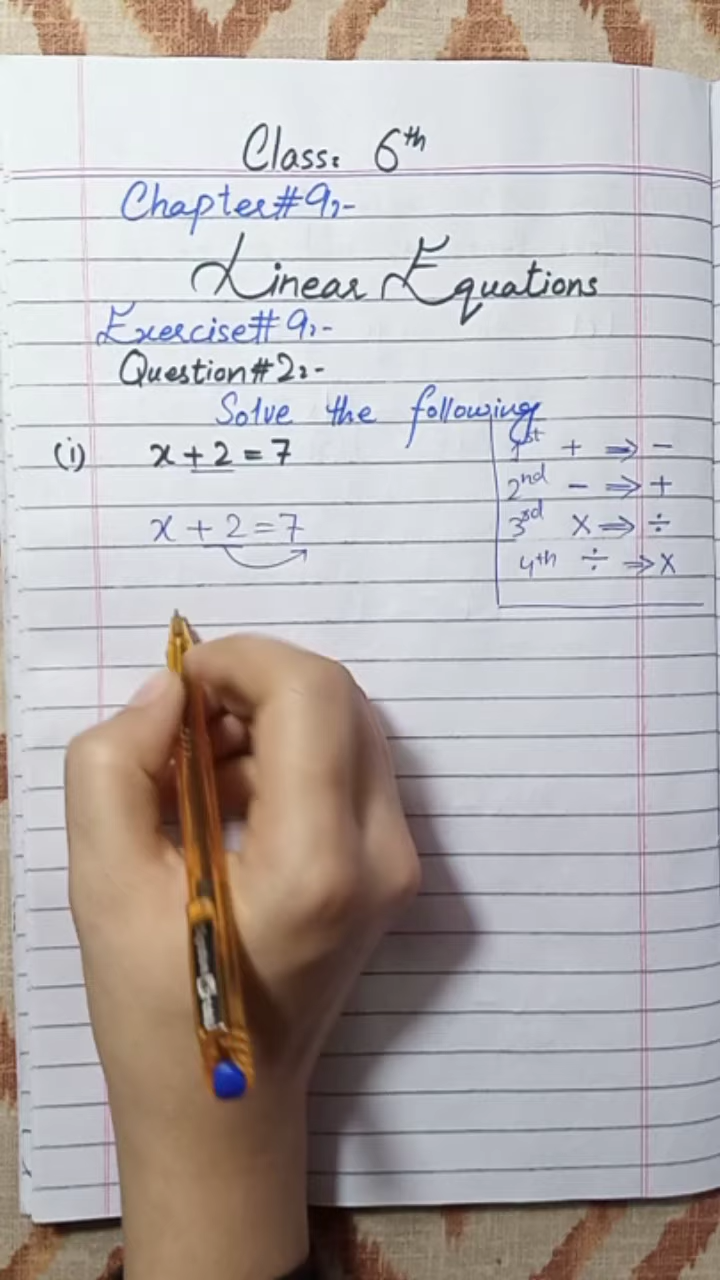 Class: 6th
Chapter # 9:-
Linear Equations
Exercise # 9:-
Question # 2:-
Solve the following
(i) x + 2 = 7
x + 2 = 7
1st + ⇒ -
2nd - ⇒ +
3rd × ⇒ ÷
4th ÷ ⇒ ×